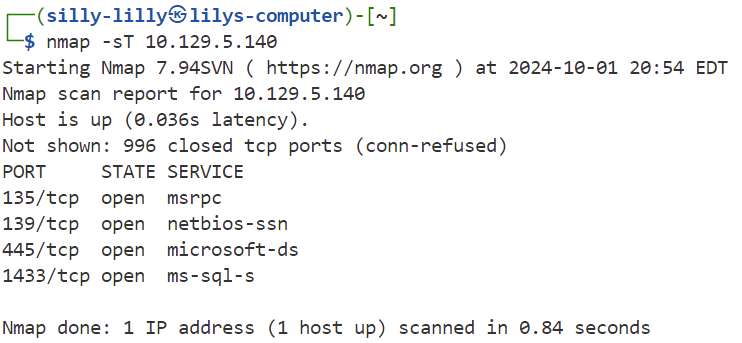 ┌──(silly-lilly㉿lilys-computer)-[~]
└─$ nmap -sT 10.129.5.140
Starting Nmap 7.94SVN ( https://nmap.org ) at 2024-10-01 20:54 EDT
Nmap scan report for 10.129.5.140
Host is up (0.036s latency).
Not shown: 996 closed tcp ports (conn-refused)
PORT     STATE SERVICE
135/tcp  open  msrpc
139/tcp  open  netbios-ssn
445/tcp  open  microsoft-ds
1433/tcp open  ms-sql-s

Nmap done: 1 IP address (1 host up) scanned in 0.84 seconds